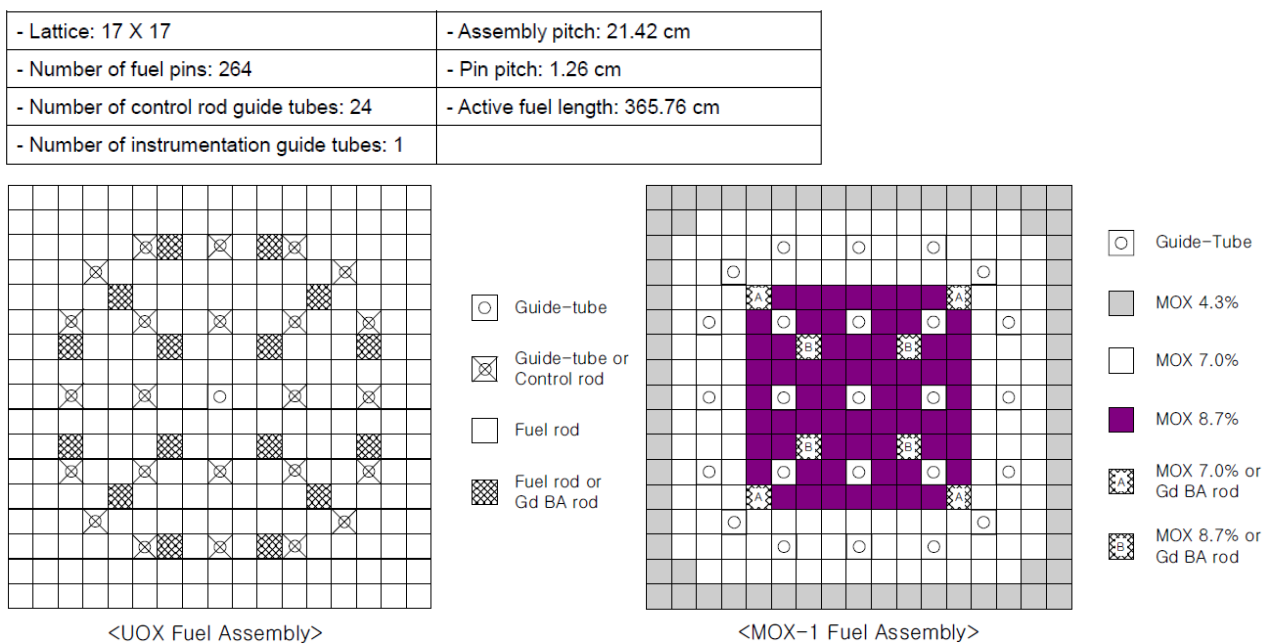 - Lattice: 17 X 17
- Assembly pitch: 21.42 cm
- Number of fuel pins: 264
- Pin pitch: 1.26 cm
- Number of control rod guide tubes: 24
- Active fuel length: 365.76 cm
- Number of instrumentation guide tubes: 1
Guide-tube
Guide-tube or
Control rod
Fuel rod
Fuel rod or
Gd BA rod
<UOX Fuel Assembly>
A
A
B
B
B
B
A
A
Guide-Tube
MOX 4.3%
MOX 7.0%
MOX 8.7%
A
MOX 7.0% or
Gd BA rod
B
MOX 8.7% or
Gd BA rod
<MOX-1 Fuel Assembly>